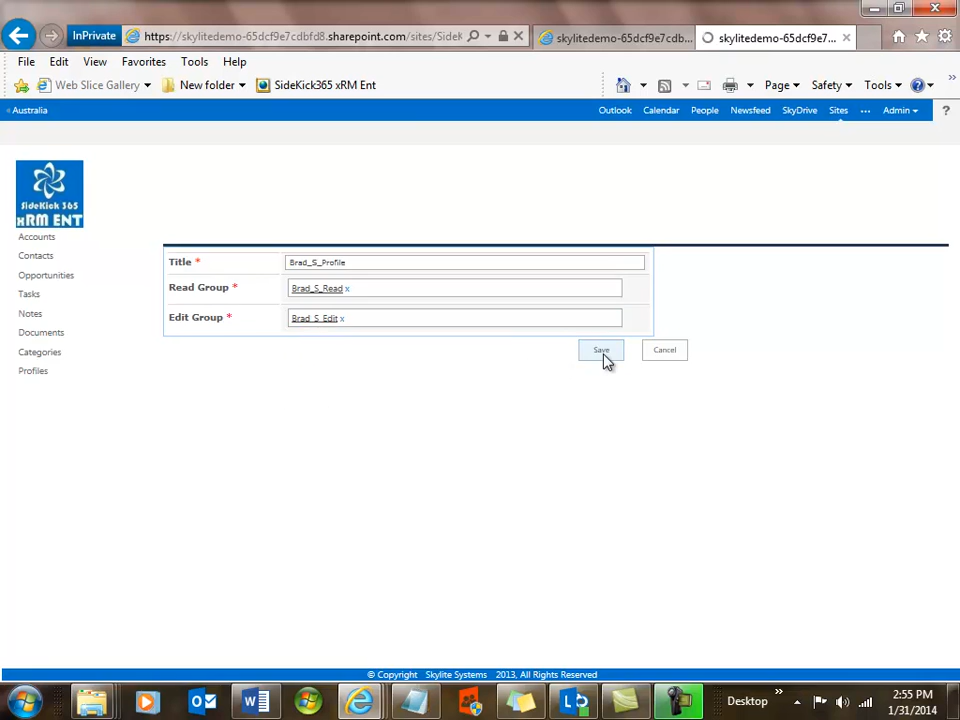 InPrivate https://skylitedemo-65dcf9e7cdbfd8.sharepoint.com/sites/SideK skylitedemo-65dcf9e7cdb... skylitedemo-65dcf9e7...
File Edit View Favorites Tools Help
Web Slice Gallery New folder SideKick365 xRM Ent Page Safety Tools
Australia Outlook Calendar People Newsfeed SkyDrive Sites ... Admin ?
SideKick 365
xRM ENT
Accounts
Contacts
Opportunities
Tasks
Notes
Documents
Categories
Profiles
Title * Brad_S_Profile
Read Group * Brad_S_Read x
Edit Group * Brad_S_Edit x
Save Cancel
© Copyright Skylite Systems 2013, All Rights Reserved
Desktop
2:55 PM
1/31/2014